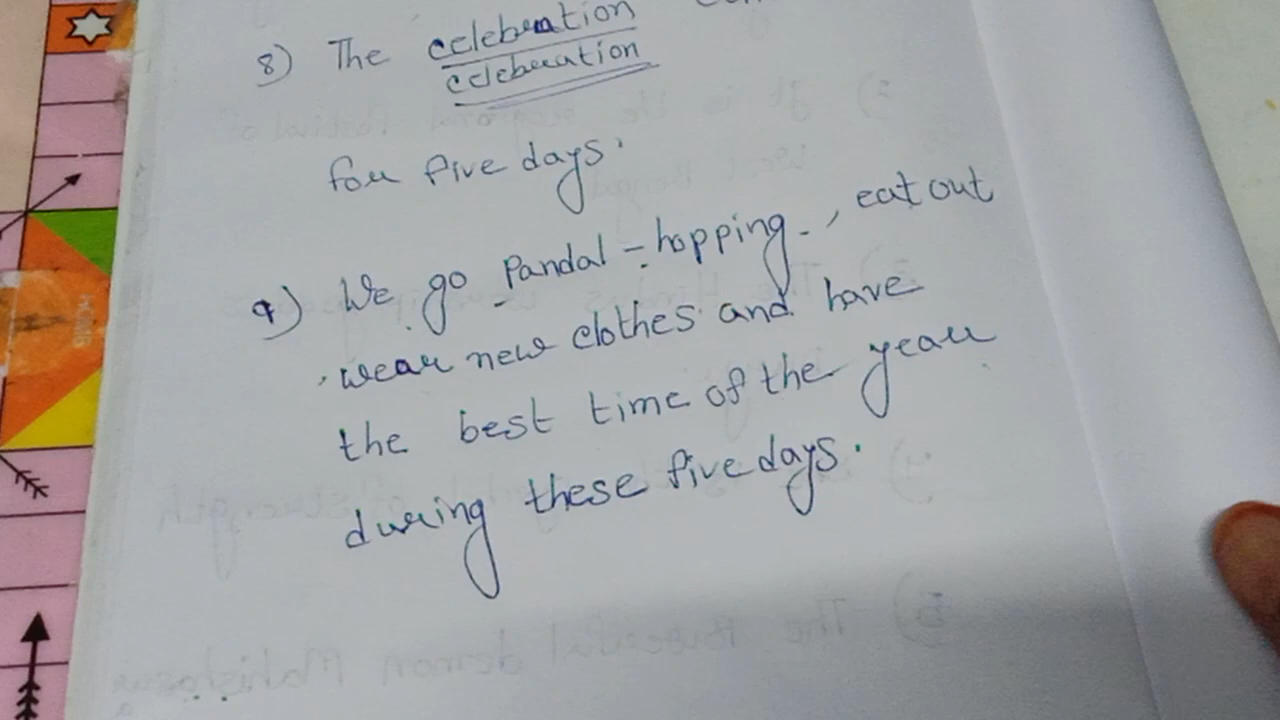 8) The celebration
celebration
for five days.
9) We go Pandal-hopping, eat out
, wear new clothes and have
the best time of the year
during these five days.
HOME